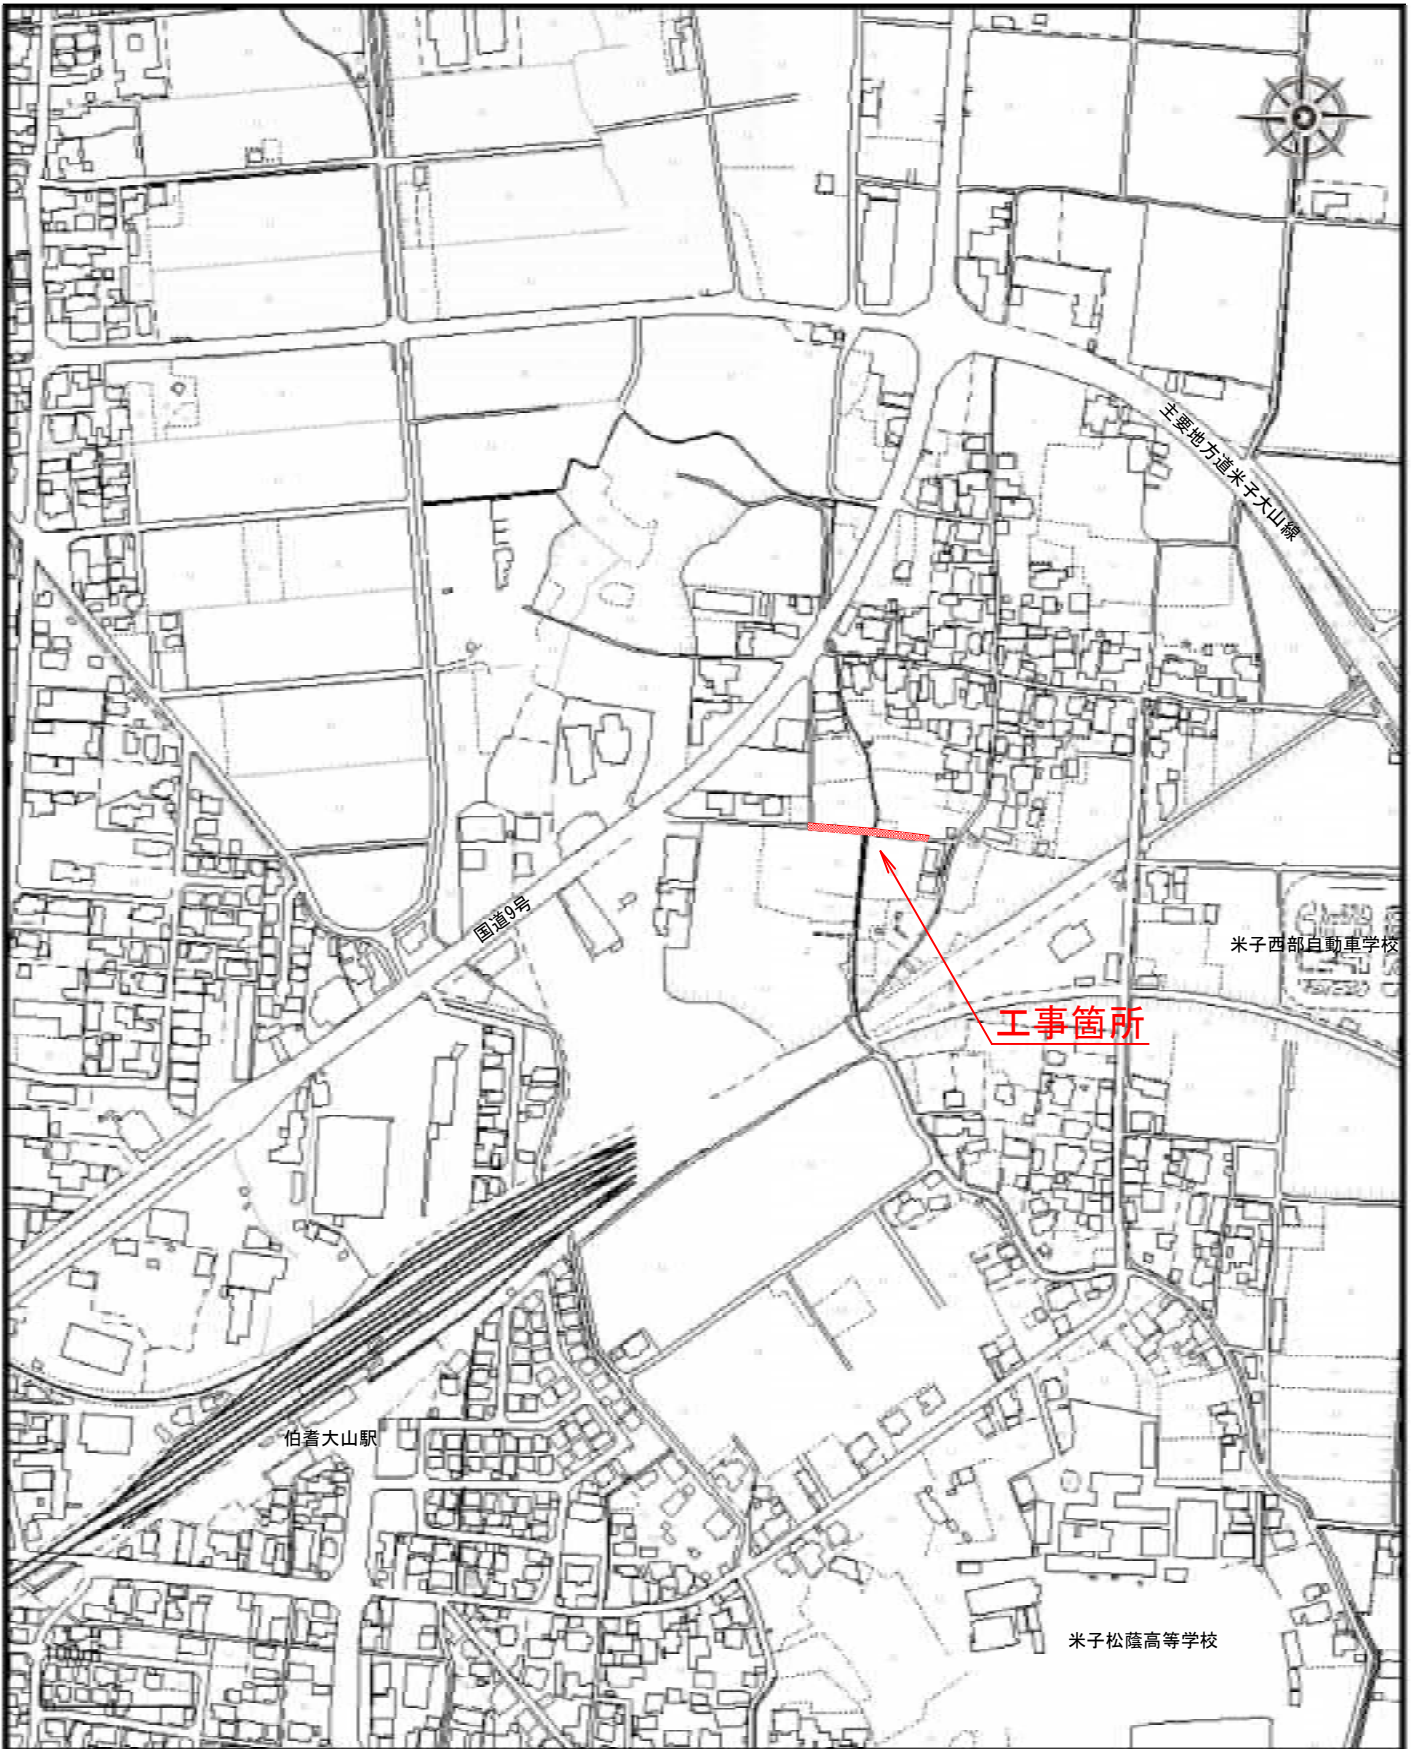 主要地方道米子大山線
国道9号
米子西部自動車学校
工事箇所
伯耆大山駅
米子松蔭高等学校